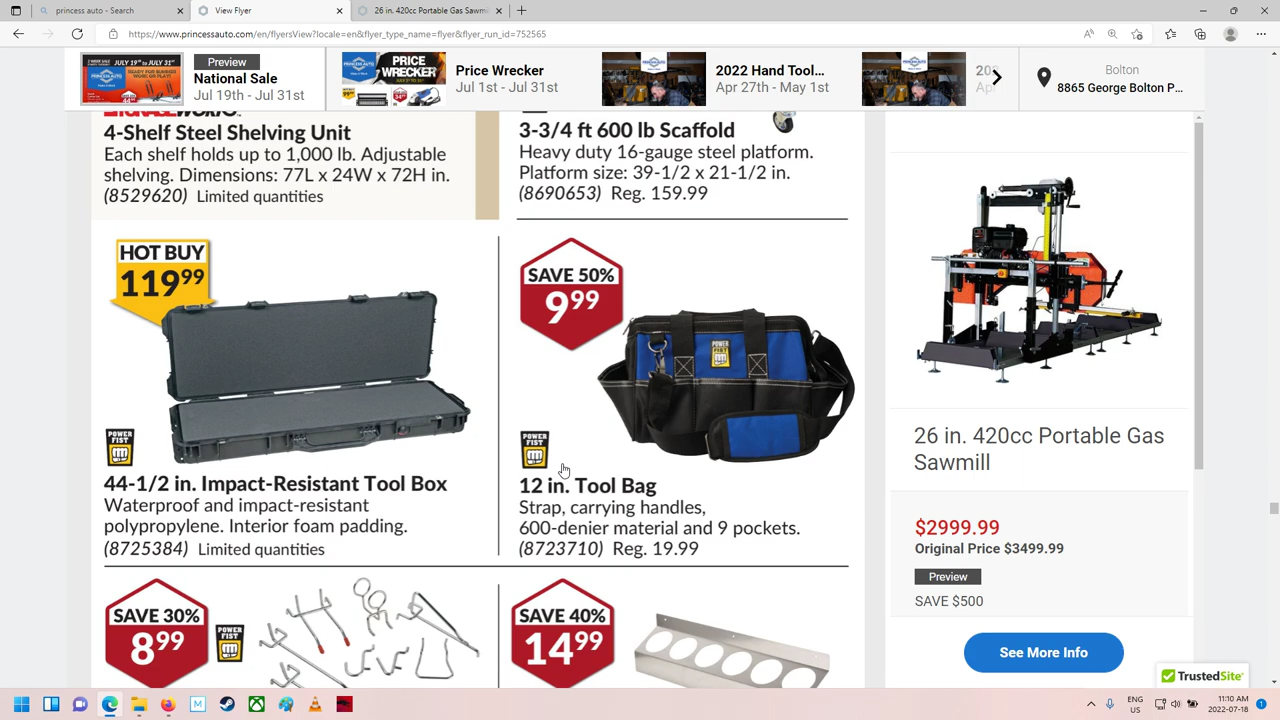 princess auto - Search
View Flyer
26 in. 420cc Portable Gas Sawm
https://www.princessauto.com/en/flyersView?locale=en&flyer_type_name=flyer&flyer_run_id=752565
Preview
National Sale
Jul 19th - Jul 31st
Price Wrecker
Jul 1st - Jul 31st
2022 Hand Tool...
Apr 27th - May 1st
Bolton
8865 George Bolton P...
4-Shelf Steel Shelving Unit
Each shelf holds up to 1,000 lb. Adjustable
shelving. Dimensions: 77L x 24W x 72H in.
(8529620) Limited quantities
3-3/4 ft 600 lb Scaffold
Heavy duty 16-gauge steel platform.
Platform size: 39-1/2 x 21-1/2 in.
(8690653) Reg. 159.99
HOT BUY
119 99
POWER
FIST
44-1/2 in. Impact-Resistant Tool Box
Waterproof and impact-resistant
polypropylene. Interior foam padding.
(8725384) Limited quantities
SAVE 50%
9 99
POWER
FIST
POWER
FIST
12 in. Tool Bag
Strap, carrying handles,
600-denier material and 9 pockets.
(8723710) Reg. 19.99
SAVE 30%
8 99
POWER
FIST
SAVE 40%
14 99
26 in. 420cc Portable Gas
Sawmill
$2999.99
Original Price $3499.99
Preview
SAVE $500
See More Info
TrustedSite
ENG
US
11:10 AM
2022-07-18